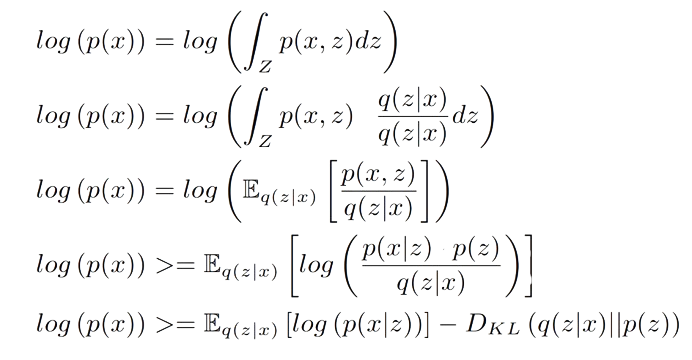 log (p(x)) = log (∫_Z p(x, z)dz)
log (p(x)) = log (∫_Z p(x, z) q(z|x)/q(z|x) dz)
log (p(x)) = log (𝔼_{q(z|x)} [p(x, z)/q(z|x)])
log (p(x)) >= 𝔼_{q(z|x)} [log (p(x|z) p(z)/q(z|x))]
log (p(x)) >= 𝔼_{q(z|x)} [log (p(x|z))] − D_{KL} (q(z|x)||p(z))